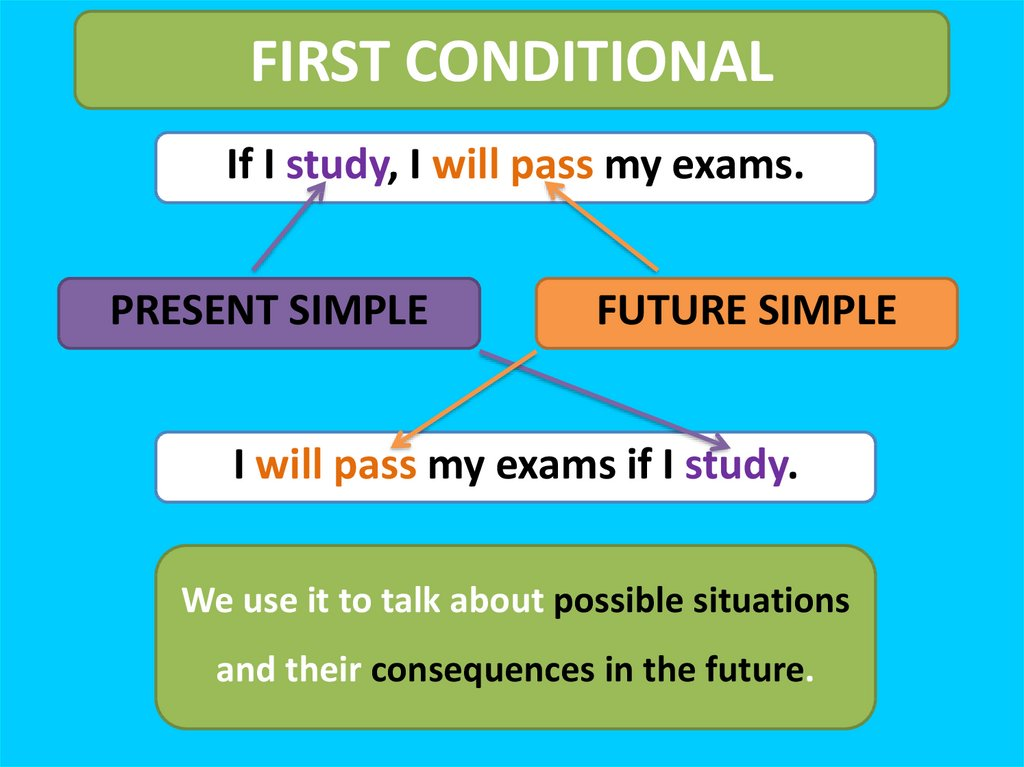 FIRST CONDITIONAL
If I study, I will pass my exams.
PRESENT SIMPLE
FUTURE SIMPLE
I will pass my exams if I study.
We use it to talk about possible situations
and their consequences in the future.